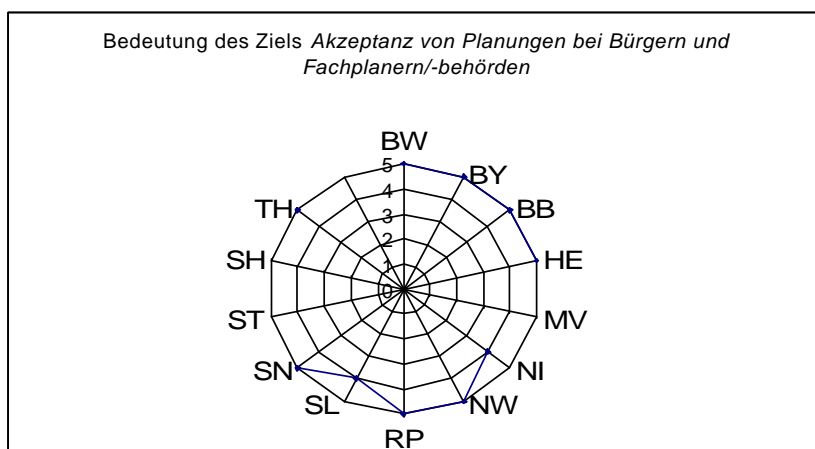 Bedeutung des Ziels Akzeptanz von Planungen bei Bürgern und
Fachplanern/-behörden
BW
5
4
3
2
1
0
BY
BB
HE
MV
NI
NW
RP
SL
SN
ST
SH
TH